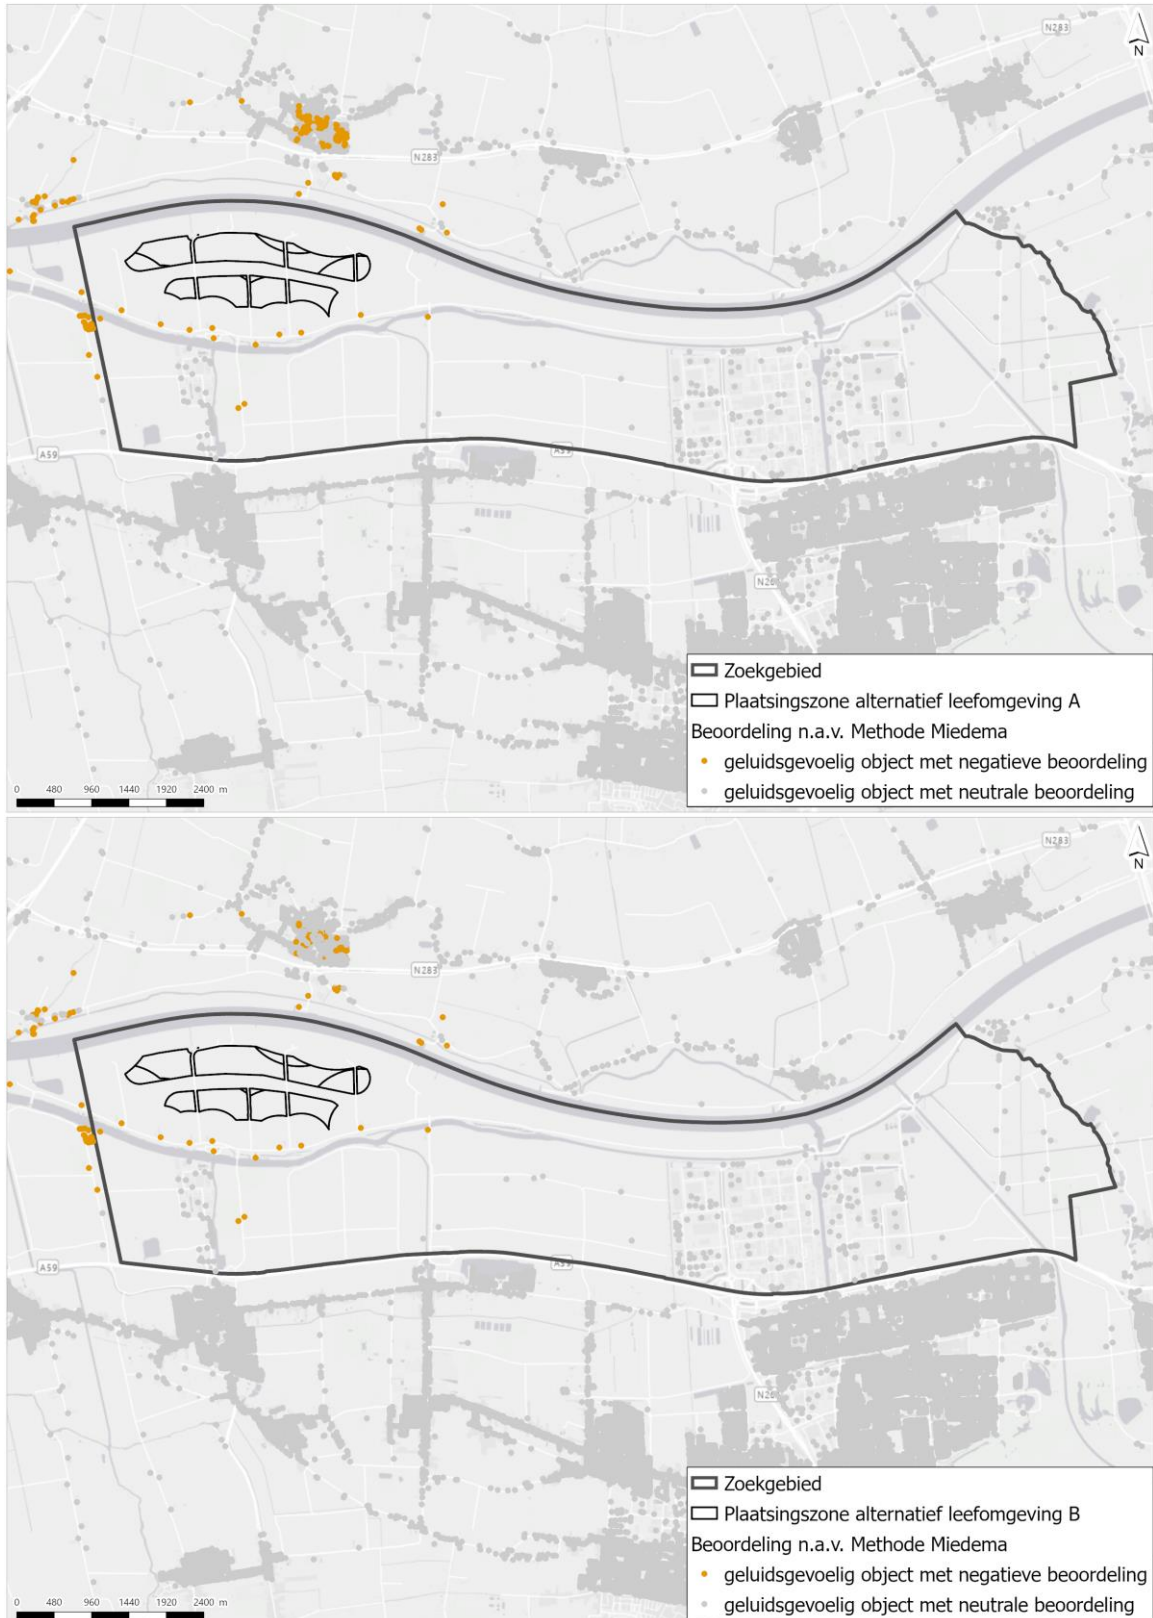 N283
N
N283
A59
A59
Zoekgebied
Plaatsingszone alternatief leefomgeving A
Beoordeling n.a.v. Methode Miedema
geluidsgevoelig object met negatieve beoordeling
geluidsgevoelig object met neutrale beoordeling
0 480 960 1440 1920 2400 m
N283
N
N283
A59
A59
Zoekgebied
Plaatsingszone alternatief leefomgeving B
Beoordeling n.a.v. Methode Miedema
geluidsgevoelig object met negatieve beoordeling
geluidsgevoelig object met neutrale beoordeling
0 480 960 1440 1920 2400 m